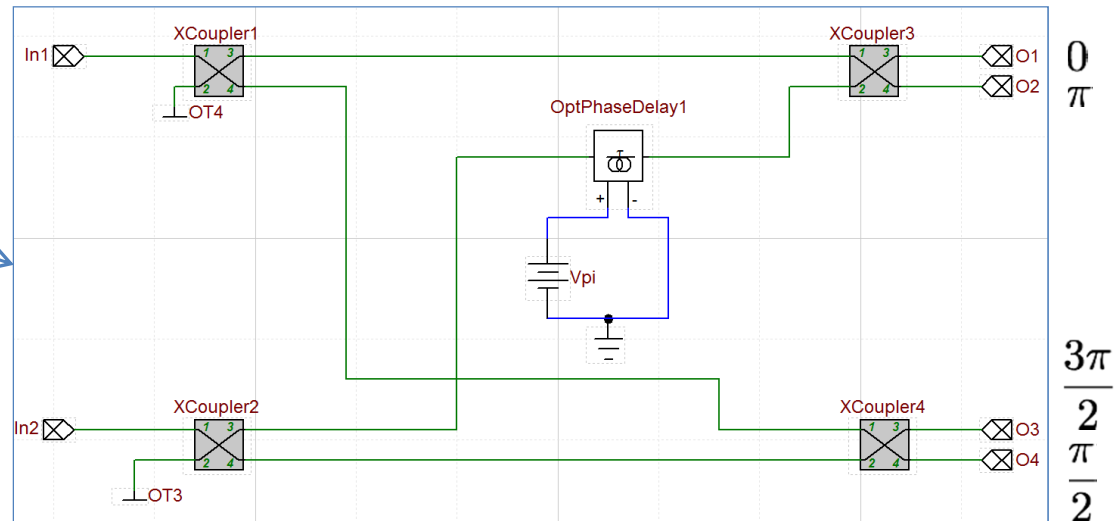 XCoupler1
XCoupler3
In1
1 3
2 4
1 3
2 4
O1
O2
0
π
OT4
OptPhaseDelay1
τ
+ -
Vpi
XCoupler2
XCoupler4
In2
1 3
2 4
1 3
2 4
O3
O4
3π
2
π
2
OT3